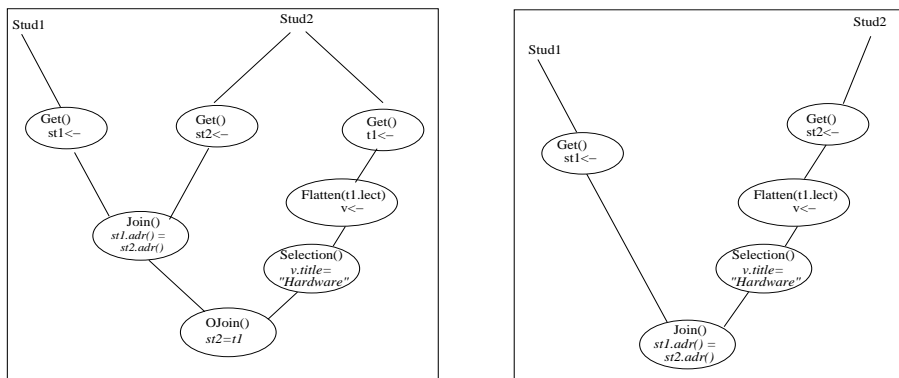 Stud1
Stud2
Get()
st1<-
Get()
st2<-
Get()
t1<-
Flatten(t1.lect)
v<-
Join()
st1.adr() =
st2.adr()
Selection()
v.title=
"Hardware"
OJoin()
st2=t1
Stud1
Stud2
Get()
st2<-
Get()
st1<-
Flatten(t1.lect)
v<-
Selection()
v.title=
"Hardware"
Join()
st1.adr() =
st2.adr()